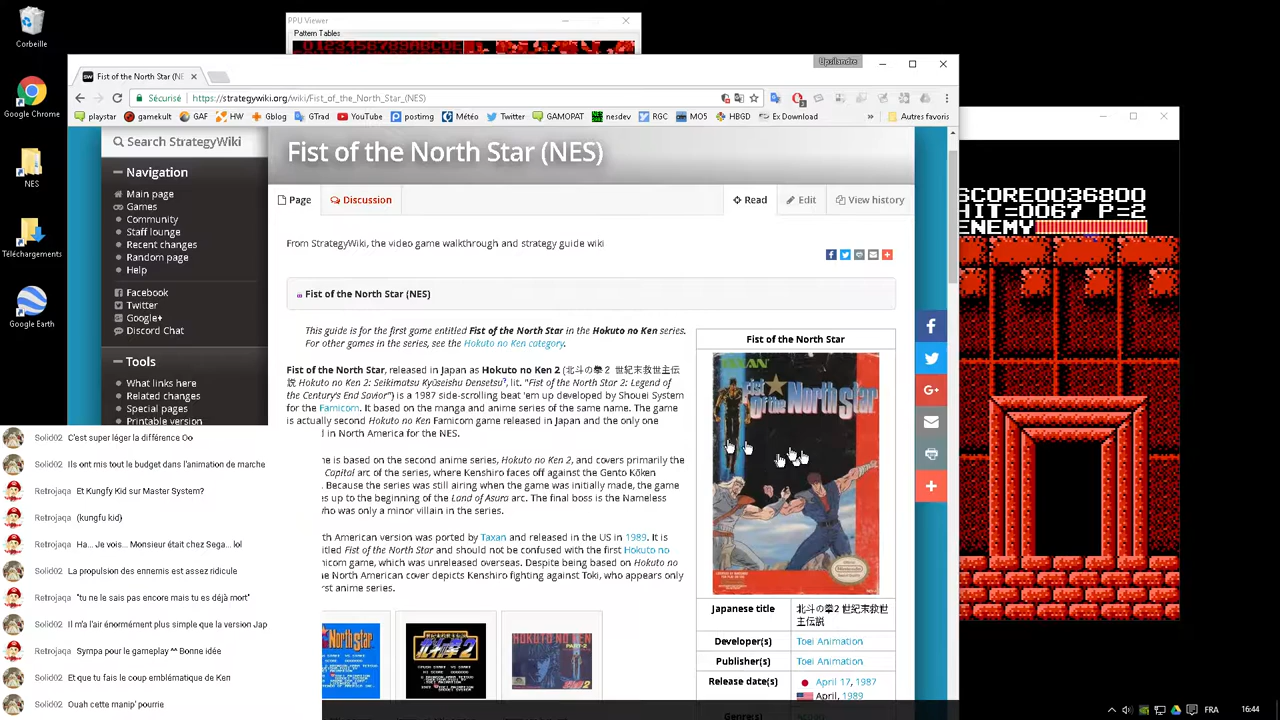 Corbeille
PPU Viewer
Pattern Tables
0123456789ABCDEF
Upsilandre
Fist of the North Star (NE
Google Chrome
Sécurisé
https://strategywiki.org/wiki/Fist_of_the_North_Star_(NES)
playstar gamekult GAF HW Gblog GTrad YouTube postimg Météo Twitter GAMOPAT nesdev RGC MO5 HBGD Ex Download » Autres favoris
Search StrategyWiki
Fist of the North Star (NES)
Navigation
Main page
Games
Community
Staff lounge
Recent changes
Random page
Help
Facebook
Twitter
Google+
Discord Chat
Tools
What links here
Related changes
Special pages
Printable version
NES
Téléchargements
Google Earth
Page Discussion Read Edit View history
From StrategyWiki, the video game walkthrough and strategy guide wiki
Fist of the North Star (NES)
This guide is for the first game entitled Fist of the North Star in the Hokuto no Ken series.
For other games in the series, see the Hokuto no Ken category.
Fist of the North Star, released in Japan as Hokuto no Ken 2 (北斗の拳２ 世紀末救世主伝
説 Hokuto no Ken 2: Seikimatsu Kyūseishu Densetsu?, lit. "Fist of the North Star 2: Legend of
the Century's End Savior") is a 1987 side-scrolling beat 'em up developed by Shouei System
for the Famicom. It based on the manga and anime series of the same name. The game
is actually second Hokuto no Ken Famicom game released in Japan and the only one
d in North America for the NES.
ne is based on the second anime series, Hokuto no Ken 2, and covers primarily the
Capital arc of the series, where Kenshiro faces off against the Gento Kōken
. Because the series was still airing when the game was initially made, the game
es up to the beginning of the Land of Asura arc. The final boss is the Nameless
who was only a minor villain in the series.
th American version was ported by Taxan and released in the US in 1989. It is
titled Fist of the North Star and should not be confused with the first Hokuto no
micom game, which was unreleased overseas. Despite being based on Hokuto no
he North American cover depicts Kenshiro fighting against Toki, who appears only
rst anime series.
Fist of the North Star
TAXAN
North Star
Japanese title
北斗の拳２ 世紀末救世
主伝説
Developer(s)
Toei Animation
Publisher(s)
Toei Animation
Release date(s)
April 17, 1987
April, 1989
Genre(s)
North Star
北斗の拳2
HOKUTO NO KEN
PART-2
SCORE0036800
HIT=0067 P=2
ENEMY
Solid02 C'est super léger la différence Oo
Solid02 Ils ont mis tout le budget dans l'animation de marche
Retrojaqa Et Kungfy Kid sur Master System?
Retrojaqa (kungfu kid)
Retrojaqa Ha... Je vois... Monsieur était chez Sega... lol
Solid02 La propulsion des ennemis est assez ridicule
Retrojaqa "tu ne le sais pas encore mais tu es déjà mort"
Solid02 Il m'a l'air énormément plus simple que la version Jap
Retrojaqa Sympa pour le gameplay ^^ Bonne idée
Solid02 Et que tu fais le coup emblématique de Ken
Solid02 Ouah cette manip' pourrie
FRA
16:44